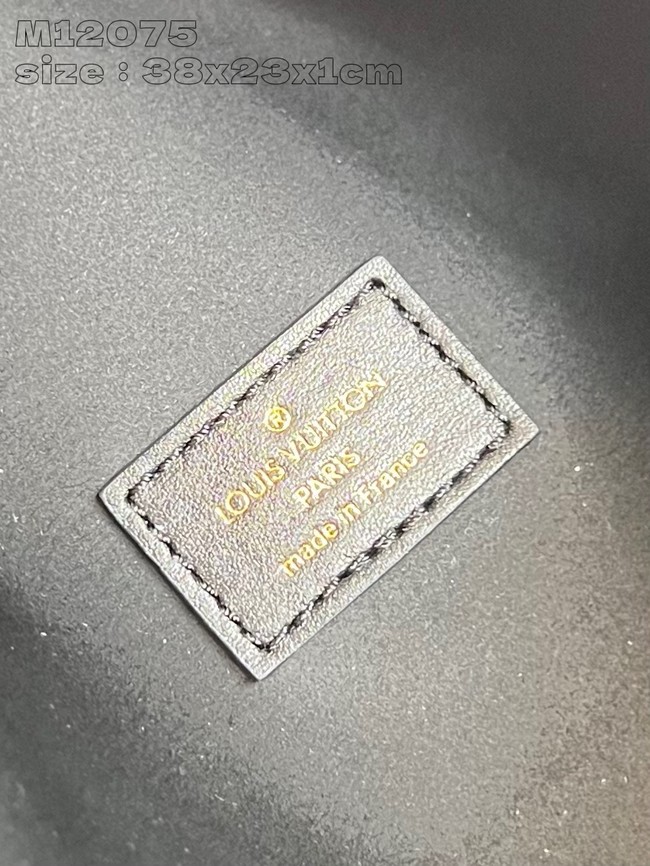 M12075
size : 38x23x1cm
®
LOUIS VUITTON
PARIS
made in France